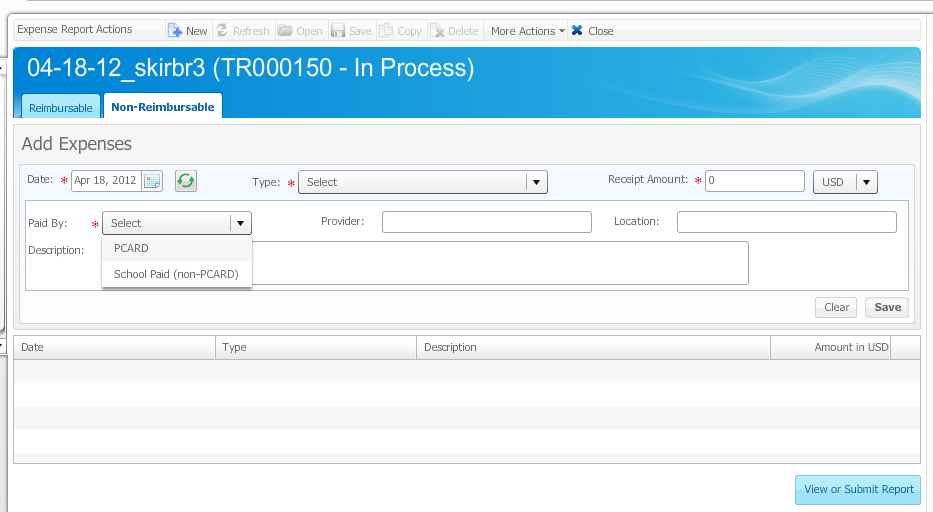 Expense Report Actions New Refresh Open Save Copy Delete More Actions Close
04-18-12_skirbr3 (TR000150 - In Process)
Reimbursable Non-Reimbursable
Add Expenses
Date: * Apr 18, 2012 Type: * Select Receipt Amount: * 0 USD
Paid By: * Select Provider: Location:
PCARD
Description:
School Paid (non-PCARD)
Clear Save
Date Type Description Amount in USD
View or Submit Report